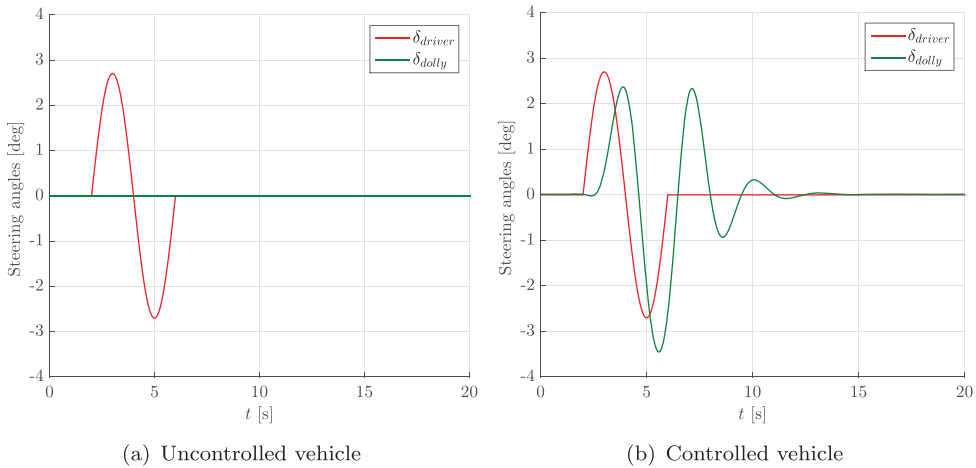 4
3
2
1
0
-1
-2
-3
-4
Steering angles [deg]
δdriver
δdolly
0
5
10
15
20
t [s]
(a) Uncontrolled vehicle
4
3
2
1
0
-1
-2
-3
-4
Steering angles [deg]
δdriver
δdolly
0
5
10
15
20
t [s]
(b) Controlled vehicle